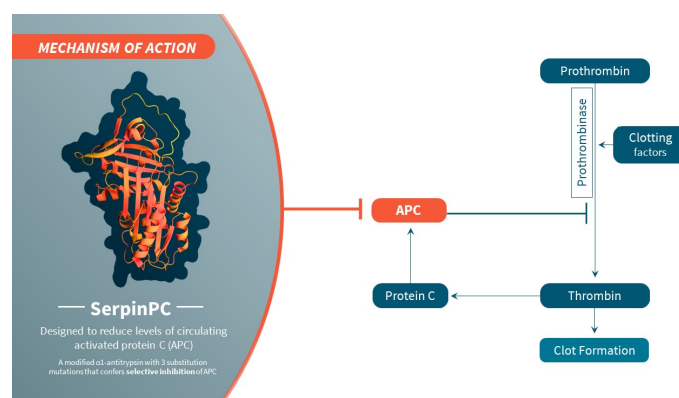 MECHANISM OF ACTION
SerpinPC
Designed to reduce levels of circulating
activated protein C (APC)
A modified α1-antitrypsin with 3 substitution
mutations that confers selective inhibition of APC
Prothrombin
Prothrombinase
Clotting
factors
APC
Protein C
Thrombin
Clot Formation